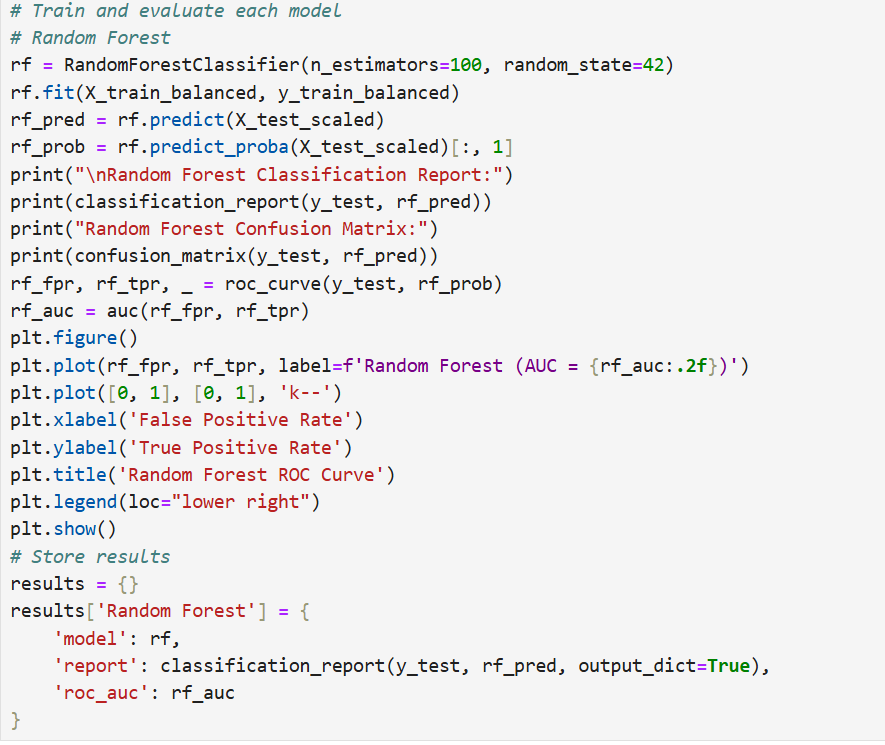 # Train and evaluate each model
# Random Forest
rf = RandomForestClassifier(n_estimators=100, random_state=42)
rf.fit(X_train_balanced, y_train_balanced)
rf_pred = rf.predict(X_test_scaled)
rf_prob = rf.predict_proba(X_test_scaled)[:, 1]
print("\nRandom Forest Classification Report:")
print(classification_report(y_test, rf_pred))
print("Random Forest Confusion Matrix:")
print(confusion_matrix(y_test, rf_pred))
rf_fpr, rf_tpr, _ = roc_curve(y_test, rf_prob)
rf_auc = auc(rf_fpr, rf_tpr)
plt.figure()
plt.plot(rf_fpr, rf_tpr, label=f'Random Forest (AUC = {rf_auc:.2f})')
plt.plot([0, 1], [0, 1], 'k--')
plt.xlabel('False Positive Rate')
plt.ylabel('True Positive Rate')
plt.title('Random Forest ROC Curve')
plt.legend(loc="lower right")
plt.show()
# Store results
results = {}
results['Random Forest'] = {
    'model': rf,
    'report': classification_report(y_test, rf_pred, output_dict=True),
    'roc_auc': rf_auc
}